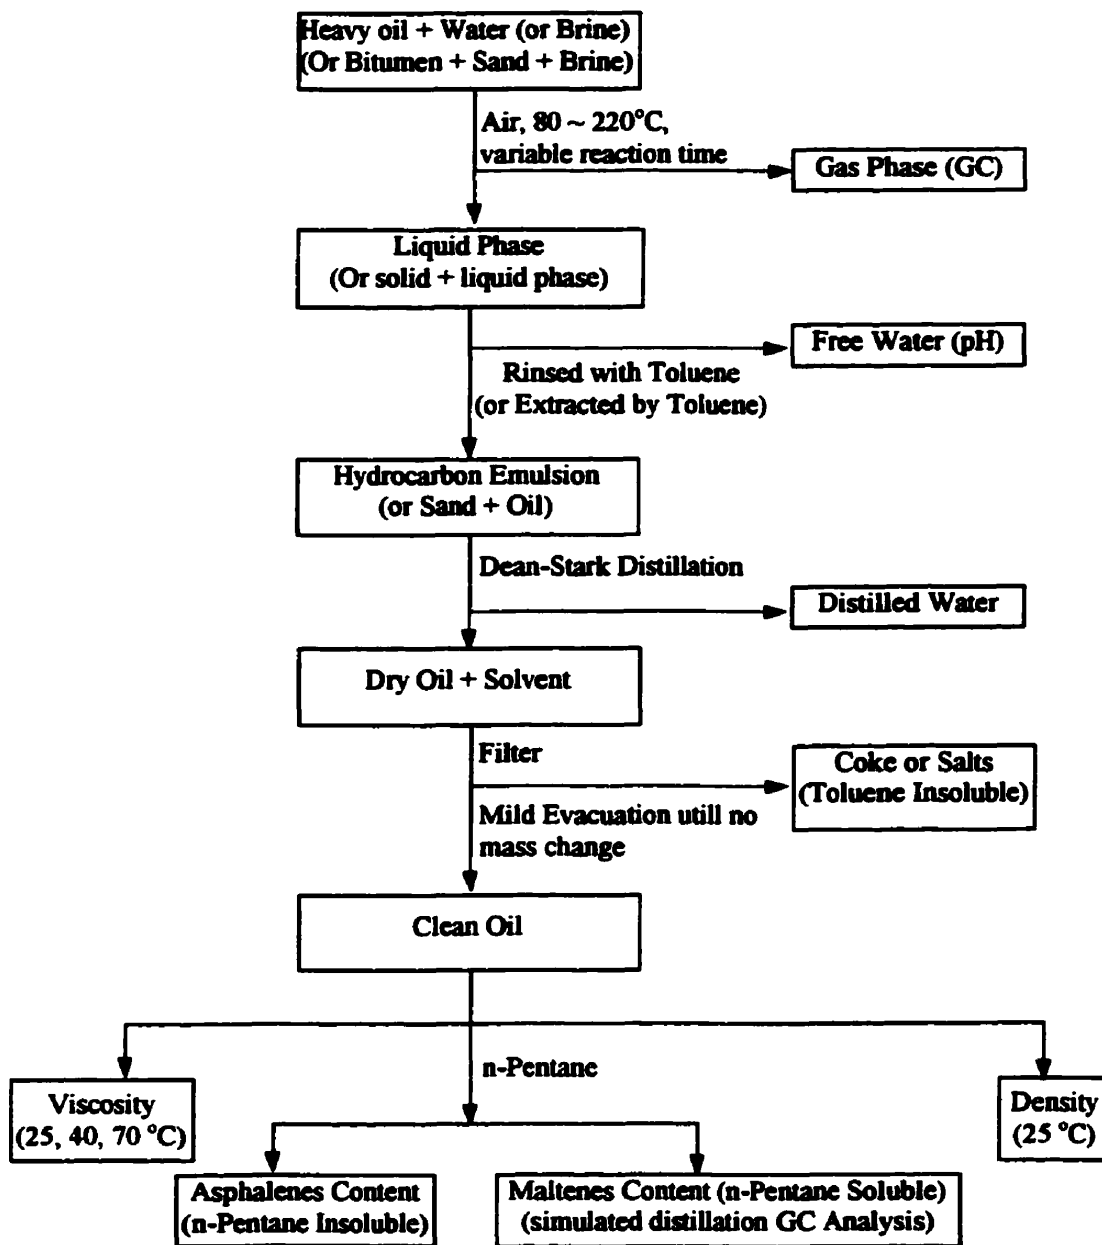 Heavy oil + Water (or Brine)
(Or Bitumen + Sand + Brine)
Air, 80 ~ 220°C,
variable reaction time
Gas Phase (GC)
Liquid Phase
(Or solid + liquid phase)
Free Water (pH)
Rinsed with Toluene
(or Extracted by Toluene)
Hydrocarbon Emulsion
(or Sand + Oil)
Dean-Stark Distillation
Distilled Water
Dry Oil + Solvent
Filter
Coke or Salts
(Toluene Insoluble)
Mild Evacuation utill no
mass change
Clean Oil
n-Pentane
Viscosity
(25, 40, 70 °C)
Density
(25 °C)
Asphalenes Content
(n-Pentane Insoluble)
Maltenes Content (n-Pentane Soluble)
(simulated distillation GC Analysis)